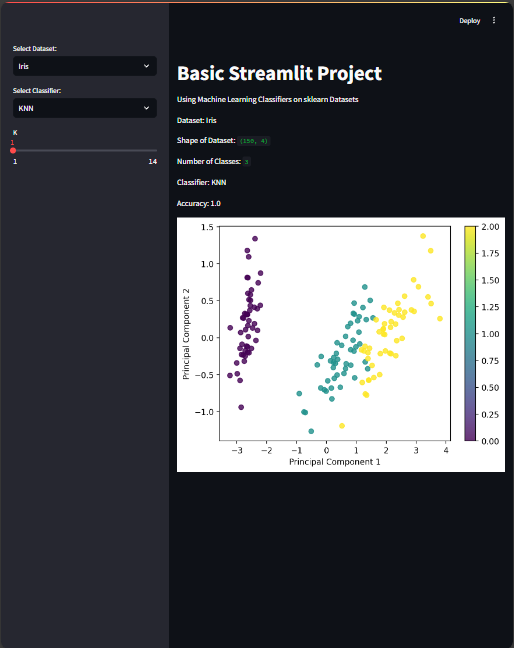 Deploy
Select Dataset:
Iris
Select Classifier:
KNN
K
1
1 14
Basic Streamlit Project
Using Machine Learning Classifiers on sklearn Datasets
Dataset: Iris
Shape of Dataset: (150, 4)
Number of Classes: 3
Classifier: KNN
Accuracy: 1.0
1.5
1.0
0.5
0.0
−0.5
−1.0
Principal Component 2
−3 −2 −1 0 1 2 3 4
Principal Component 1
2.00
1.75
1.50
1.25
1.00
0.75
0.50
0.25
0.00